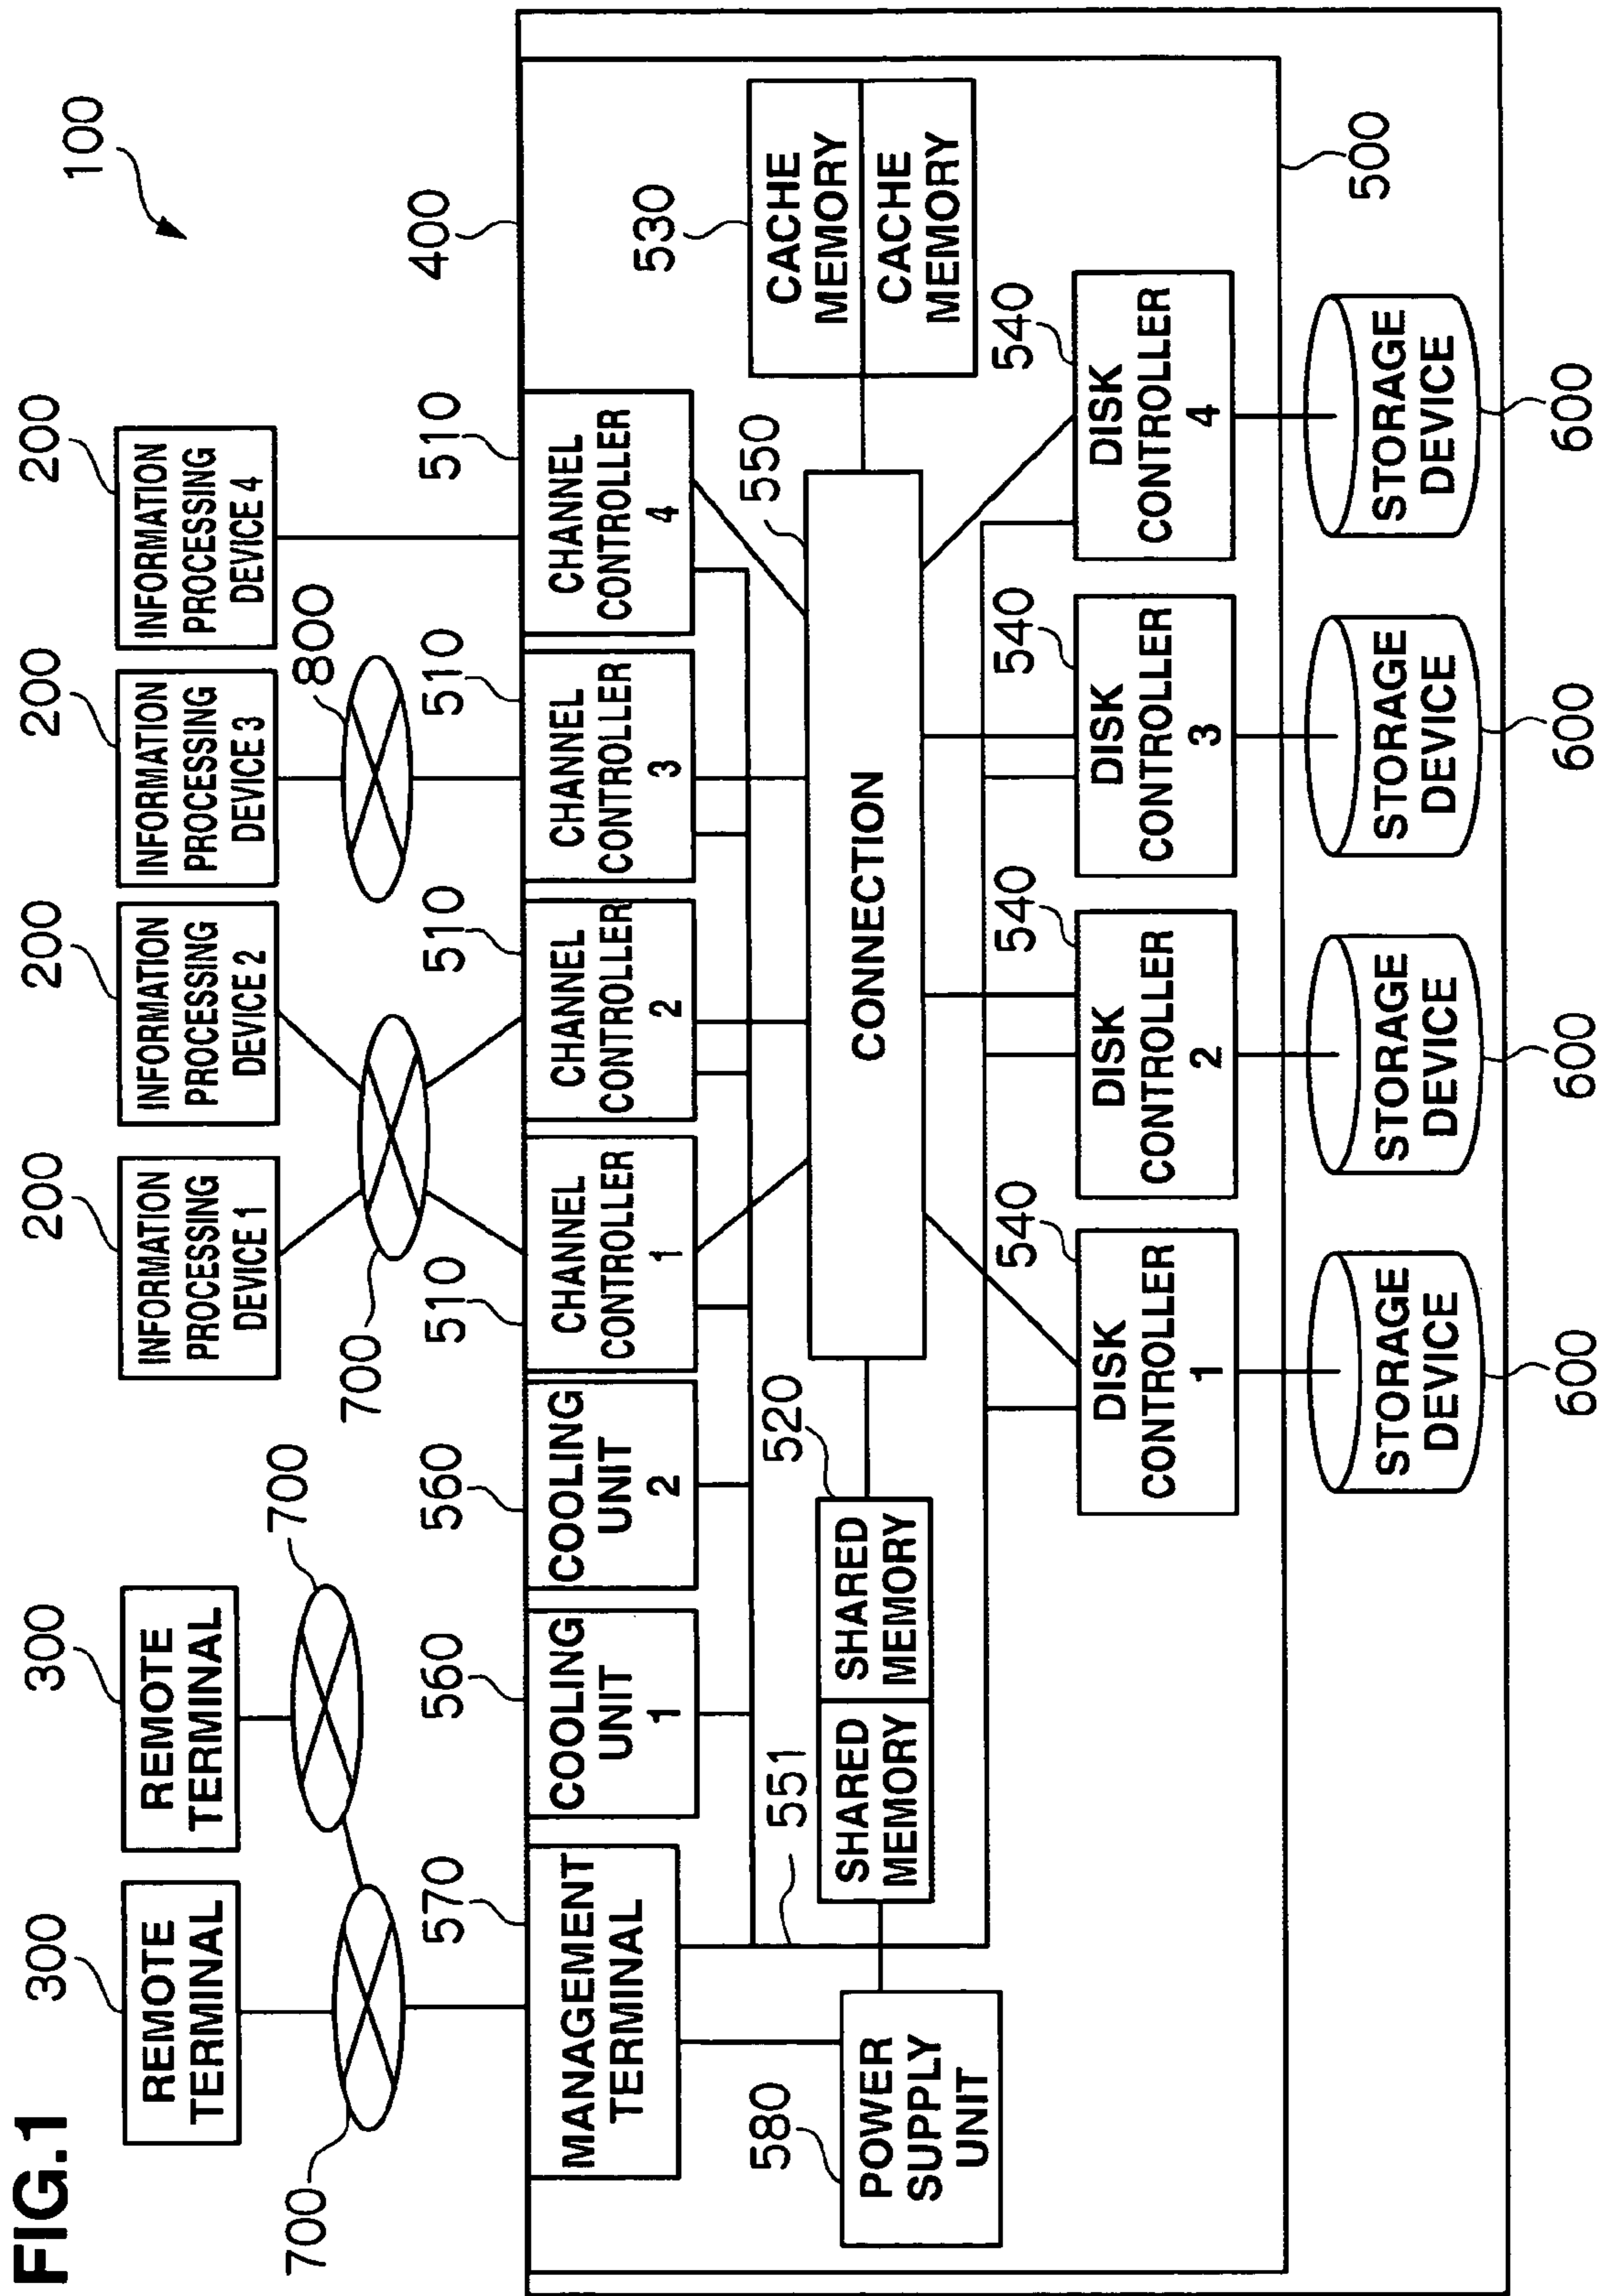 FIG.1
100
300
300
200
200
200
200
REMOTE
TERMINAL
REMOTE
TERMINAL
INFORMATION
PROCESSING
DEVICE 1
INFORMATION
PROCESSING
DEVICE 2
INFORMATION
PROCESSING
DEVICE 3
INFORMATION
PROCESSING
DEVICE 4
700
700
700
800
400
570
560
560
510
510
510
510
MANAGEMENT
TERMINAL
COOLING
UNIT
1
COOLING
UNIT
2
CHANNEL
CONTROLLER
1
CHANNEL
CONTROLLER
2
CHANNEL
CONTROLLER
3
CHANNEL
CONTROLLER
4
530
CACHE
MEMORY
CACHE
MEMORY
580
551
520
550
POWER
SUPPLY
UNIT
SHARED
MEMORY
SHARED
MEMORY
CONNECTION
540
540
540
540
DISK
CONTROLLER
1
DISK
CONTROLLER
2
DISK
CONTROLLER
3
DISK
CONTROLLER
4
500
STORAGE
DEVICE
STORAGE
DEVICE
STORAGE
DEVICE
STORAGE
DEVICE
600
600
600
600